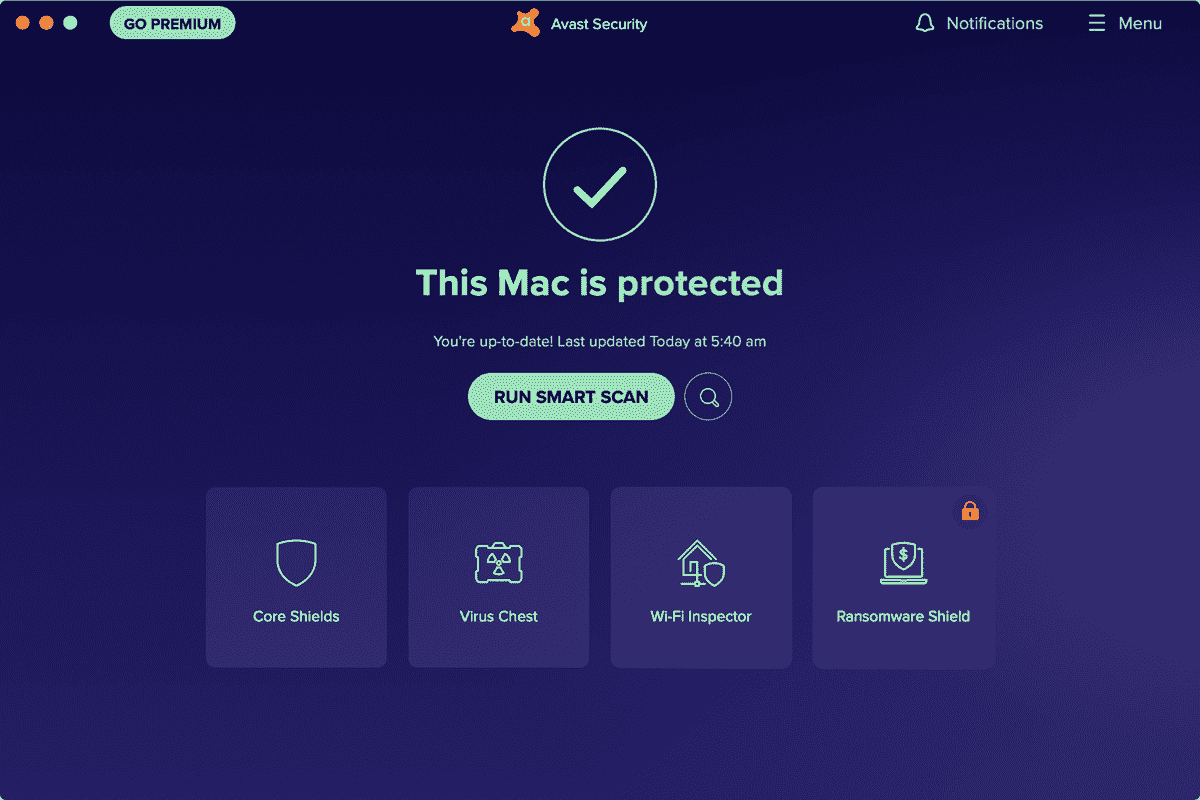 GO PREMIUM
Avast Security
Notifications
Menu
This Mac is protected
You're up-to-date! Last updated Today at 5:40 am
RUN SMART SCAN
Core Shields
Virus Chest
Wi-Fi Inspector
$
Ransomware Shield